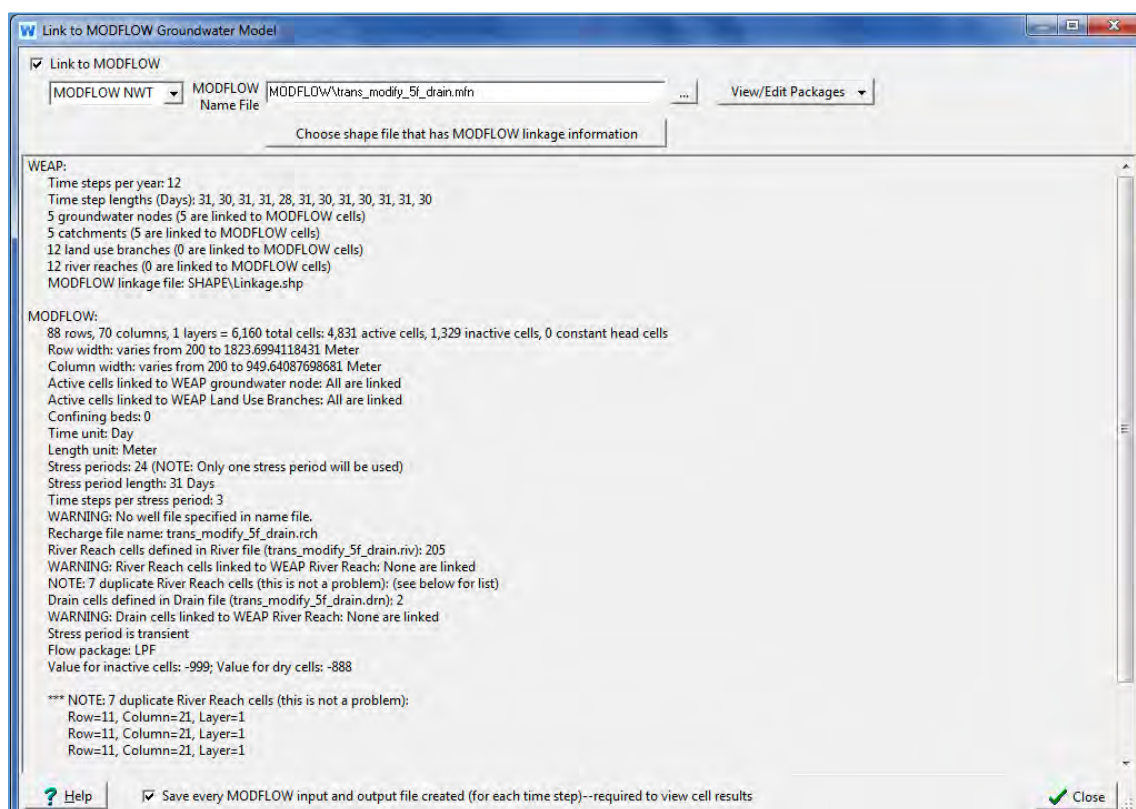 Link to MODFLOW Groundwater Model
Link to MODFLOW
MODFLOW NWT
MODFLOW Name File
MODFLOW\trans_modify_5f_drain.mfn
...
View/Edit Packages
Choose shape file that has MODFLOW linkage information
WEAP:
Time steps per year: 12
Time step lengths (Days): 31, 30, 31, 31, 28, 31, 30, 31, 30, 31, 31, 30
5 groundwater nodes (5 are linked to MODFLOW cells)
5 catchments (5 are linked to MODFLOW cells)
12 land use branches (0 are linked to MODFLOW cells)
12 river reaches (0 are linked to MODFLOW cells)
MODFLOW linkage file: SHAPE\Linkage.shp
MODFLOW:
88 rows, 70 columns, 1 layers = 6,160 total cells: 4,831 active cells, 1,329 inactive cells, 0 constant head cells
Row width: varies from 200 to 1823.6994118431 Meter
Column width: varies from 200 to 949.64087698681 Meter
Active cells linked to WEAP groundwater node: All are linked
Active cells linked to WEAP Land Use Branches: All are linked
Confining beds: 0
Time unit: Day
Length unit: Meter
Stress periods: 24 (NOTE: Only one stress period will be used)
Stress period length: 31 Days
Time steps per stress period: 3
WARNING: No well file specified in name file.
Recharge file name: trans_modify_5f_drain.rch
River Reach cells defined in River file (trans_modify_5f_drain.riv): 205
WARNING: River Reach cells linked to WEAP River Reach: None are linked
NOTE: 7 duplicate River Reach cells (this is not a problem): (see below for list)
Drain cells defined in Drain file (trans_modify_5f_drain.drn): 2
WARNING: Drain cells linked to WEAP River Reach: None are linked
Stress period is transient
Flow package: LPF
Value for inactive cells: -999; Value for dry cells: -888
*** NOTE: 7 duplicate River Reach cells (this is not a problem):
Row=11, Column=21, Layer=1
Row=11, Column=21, Layer=1
Row=11, Column=21, Layer=1
? Help
Save every MODFLOW input and output file created (for each time step)--required to view cell results
Close